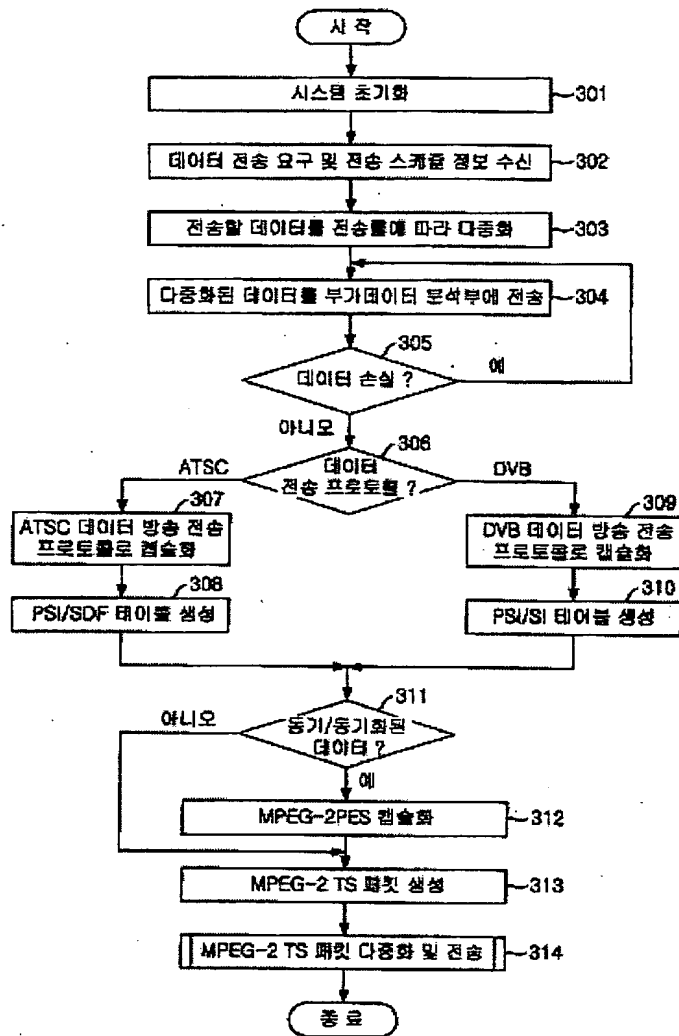 시 작
시스템 초기화
301
데이터 전송 요구 및 전송 스케쥴 정보 수신
302
전송할 데이터를 전송률에 따라 다중화
303
다중화된 데이터를 부가데이터 분석부에 전송
304
305
데이터 손실 ?
예
아니오
306
데이터
전송 프로토콜 ?
ATSC
DVB
307
ATSC 데이터 방송 전송
프로토콜로 캡슐화
309
DVB 데이터 방송 전송
프로토콜로 캡슐화
308
PSI/SDF 테이블 생성
310
PSI/SI 테이블 생성
311
동기/동기화된
데이터 ?
아니오
예
MPEG-2PES 캡슐화
312
MPEG-2 TS 패킷 생성
313
MPEG-2 TS 패킷 다중화 및 전송
314
종 료